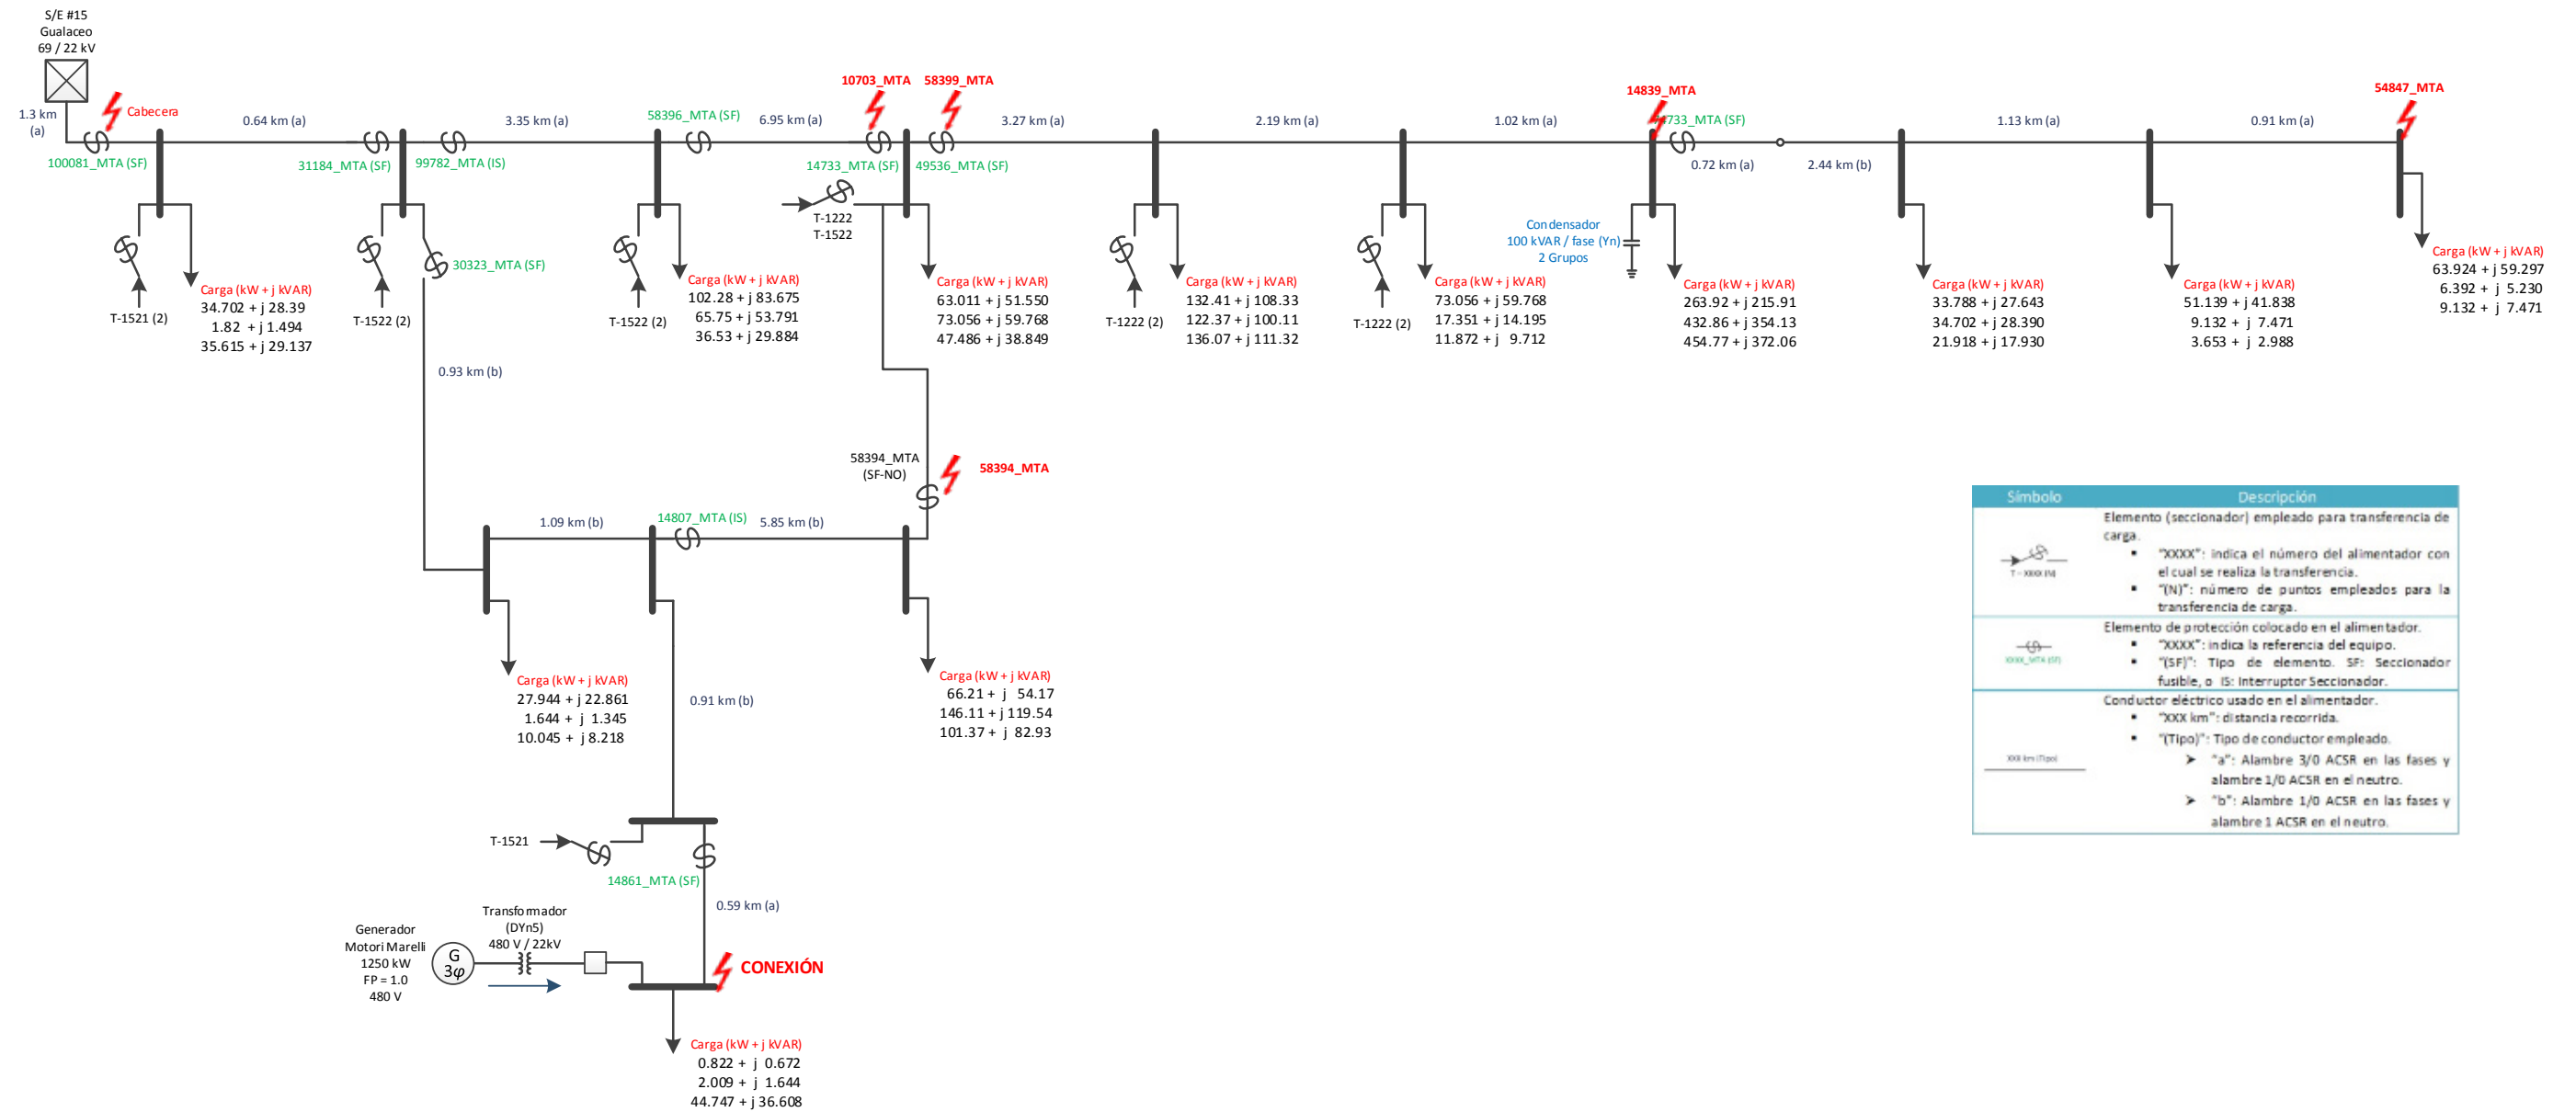 S/E #15
Gualaceo
69 / 22 kV
1.3 km
(a)
Cabecera
100081_MTA (SF)
0.64 km (a)
31184_MTA (SF)
99782_MTA (IS)
3.35 km (a)
58396_MTA (SF)
6.95 km (a)
10703_MTA
58399_MTA
14733_MTA (SF)
49536_MTA (SF)
3.27 km (a)
2.19 km (a)
1.02 km (a)
14839_MTA
733_MTA (SF)
0.72 km (a)
2.44 km (b)
1.13 km (a)
0.91 km (a)
54847_MTA
T-1521 (2)
Carga (kW + j kVAR)
34.702 + j 28.39
1.82 + j 1.494
35.615 + j 29.137
T-1522 (2)
30323_MTA (SF)
T-1522 (2)
Carga (kW + j kVAR)
102.28 + j 83.675
65.75 + j 53.791
36.53 + j 29.884
T-1222
T-1522
Carga (kW + j kVAR)
63.011 + j 51.550
73.056 + j 59.768
47.486 + j 38.849
T-1222 (2)
Carga (kW + j kVAR)
132.41 + j 108.33
122.37 + j 100.11
136.07 + j 111.32
T-1222 (2)
Carga (kW + j kVAR)
73.056 + j 59.768
17.351 + j 14.195
11.872 + j 9.712
Condensador
100 kVAR / fase (Yn)
2 Grupos
Carga (kW + j kVAR)
263.92 + j 215.91
432.86 + j 354.13
454.77 + j 372.06
Carga (kW + j kVAR)
33.788 + j 27.643
34.702 + j 28.390
21.918 + j 17.930
Carga (kW + j kVAR)
51.139 + j 41.838
9.132 + j 7.471
3.653 + j 2.988
Carga (kW + j kVAR)
63.924 + j 59.297
6.392 + j 5.230
9.132 + j 7.471
0.93 km (b)
58394_MTA
(SF-NO)
58394_MTA
1.09 km (b)
14807_MTA (IS)
5.85 km (b)
Carga (kW + j kVAR)
27.944 + j 22.861
1.644 + j 1.345
10.045 + j 8.218
0.91 km (b)
Carga (kW + j kVAR)
66.21 + j 54.17
146.11 + j 119.54
101.37 + j 82.93
T-1521
14861_MTA (SF)
0.59 km (a)
Generador
Motori Marelli
1250 kW
FP = 1.0
480 V
G
3φ
Transformador
(DYn5)
480 V / 22kV
CONEXIÓN
Carga (kW + j kVAR)
0.822 + j 0.672
2.009 + j 1.644
44.747 + j 36.608
Símbolo
Descripción
T - XXXX (N)
Elemento (seccionador) empleado para transferencia de
carga.
▪ "XXXX": indica el número del alimentador con
el cual se realiza la transferencia.
▪ "(N)": número de puntos empleados para la
transferencia de carga.
XXXX_MTA (SF)
Elemento de protección colocado en el alimentador.
▪ "XXXX": indica la referencia del equipo.
▪ "(SF)": Tipo de elemento. SF: Seccionador
fusible, o IS: Interruptor Seccionador.
XXX km (Tipo)
Conductor eléctrico usado en el alimentador.
▪ "XXX km": distancia recorrida.
▪ "(Tipo)": Tipo de conductor empleado.
➢ "a": Alambre 3/0 ACSR en las fases y
alambre 1/0 ACSR en el neutro.
➢ "b": Alambre 1/0 ACSR en las fases y
alambre 1 ACSR en el neutro.